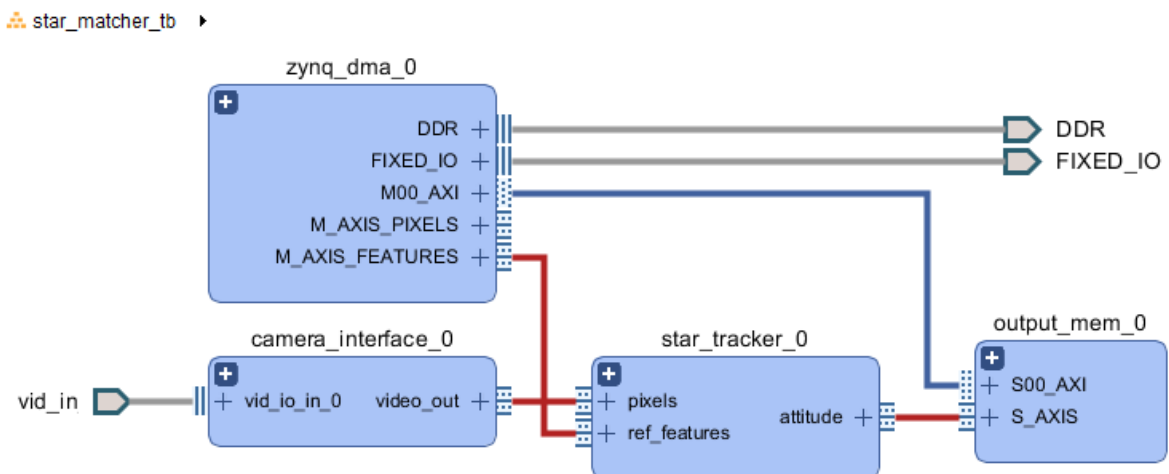 star_matcher_tb
zynq_dma_0
DDR
FIXED_IO
M00_AXI
M_AXIS_PIXELS
M_AXIS_FEATURES
DDR
FIXED_IO
camera_interface_0
vid_in
vid_io_in_0
video_out
star_tracker_0
pixels
ref_features
attitude
output_mem_0
S00_AXI
S_AXIS